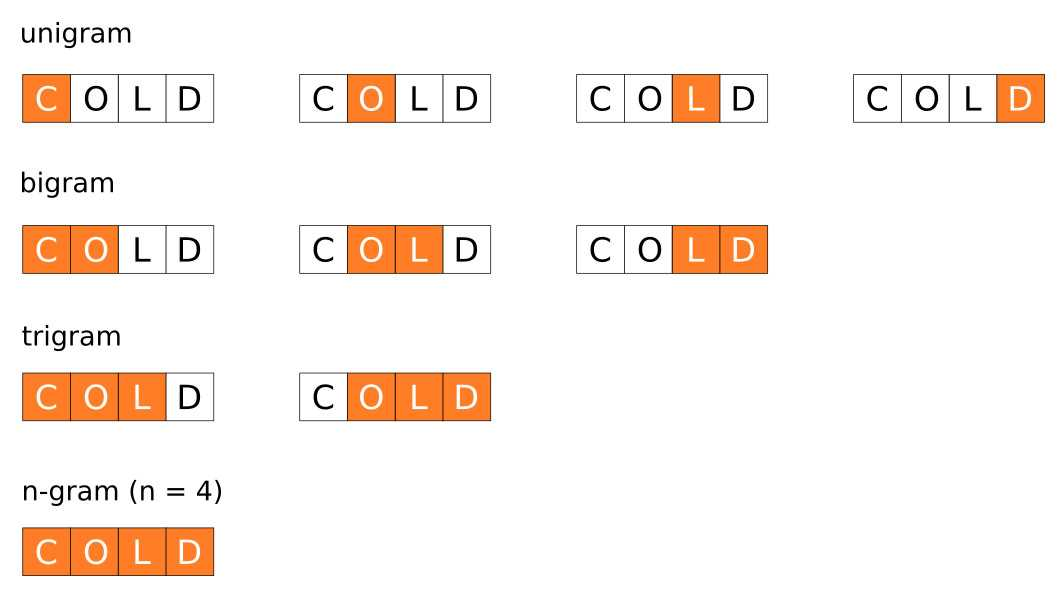 unigram
C O L D C O L D C O L D C O L D
bigram
C O L D C O L D C O L D
trigram
C O L D C O L D
n-gram (n = 4)
C O L D